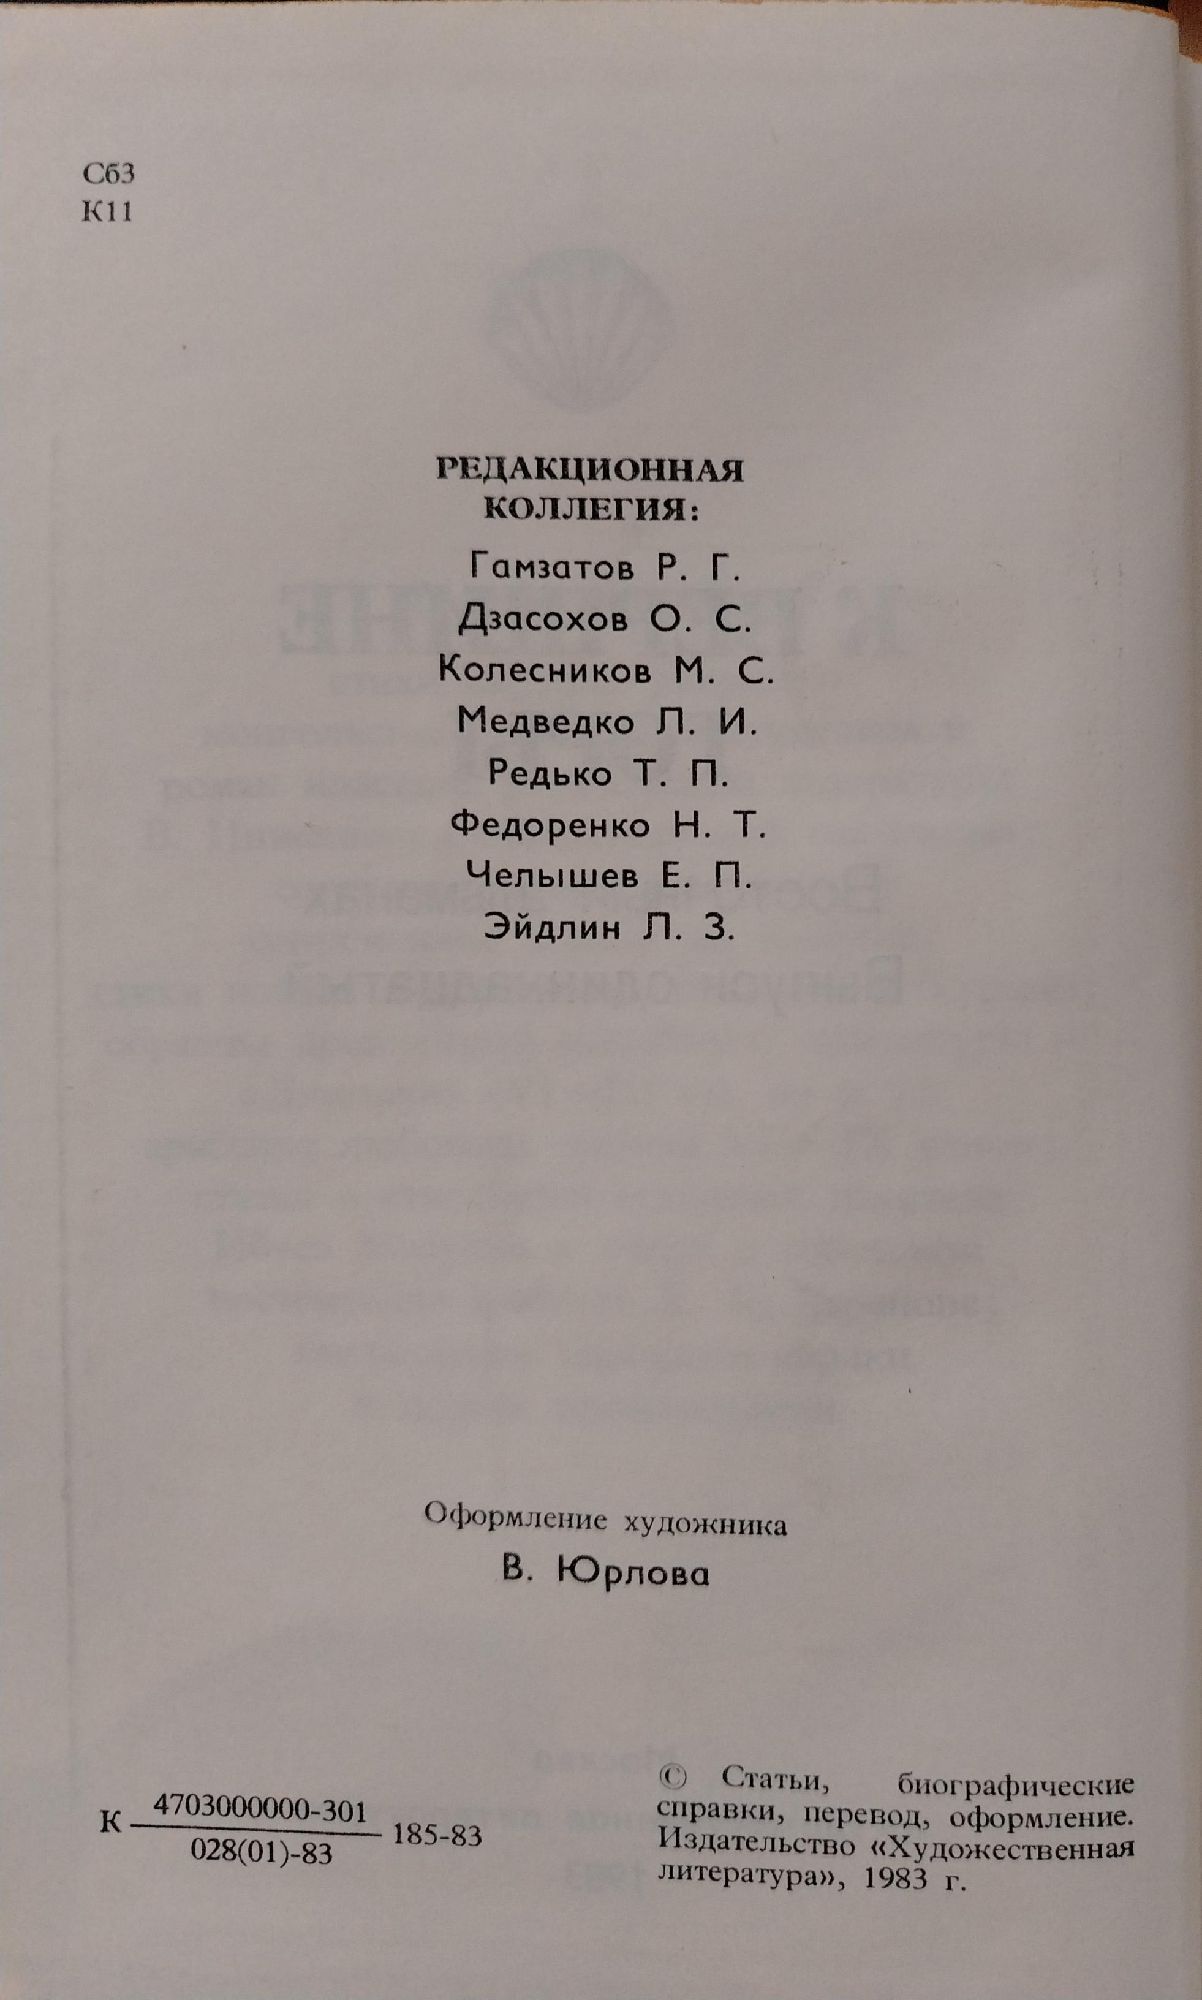 Сб3
К11
РЕДАКЦИОННАЯ
КОЛЛЕГИЯ:
Гамзатов Р. Г.
Дзасохов О. С.
Колесников М. С.
Медведко Л. И.
Редько Т. П.
Федоренко Н. Т.
Челышев Е. П.
Эйдлин Л. З.
Оформление художника
В. Юрлова
К 4703000000-301
028(01)-83
185-83
© Статьи, биографические
справки, перевод, оформление.
Издательство «Художественная
литература», 1983 г.